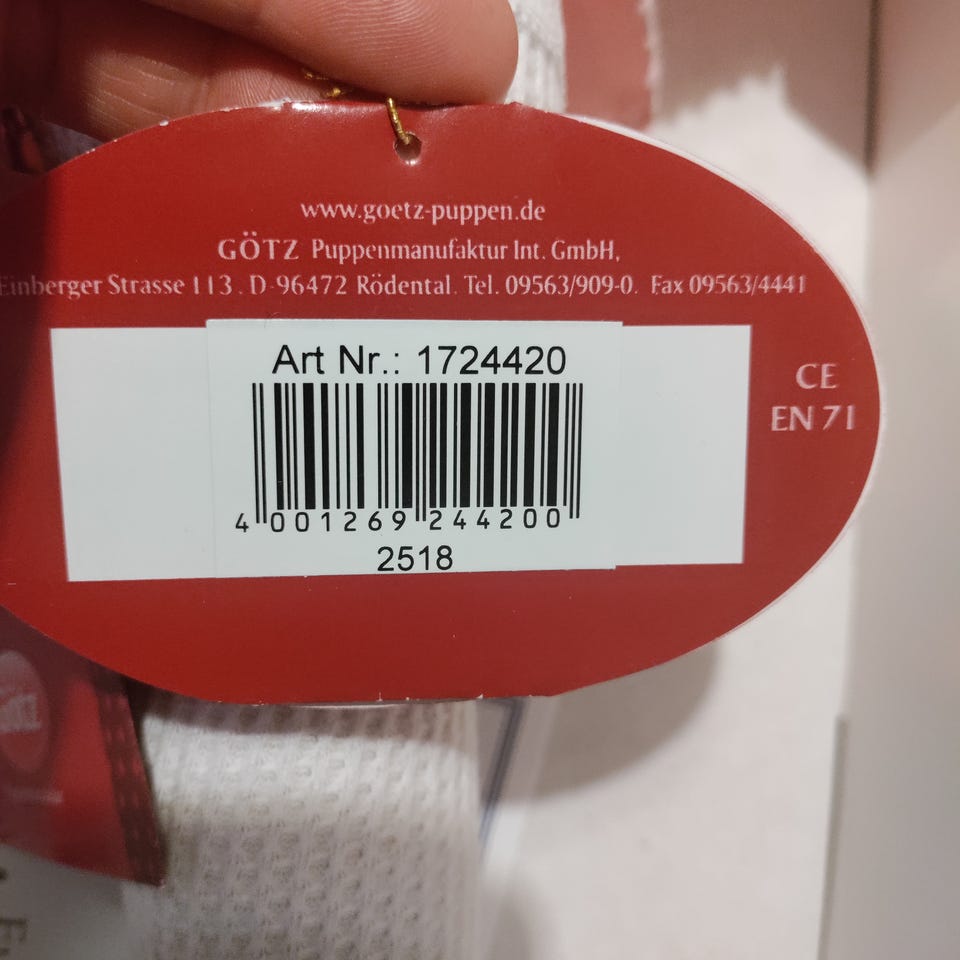 www.goetz-puppen.de
GÖTZ Puppenmanufaktur Int. GmbH,
Einberger Strasse 113. D-96472 Rödental. Tel. 09563/909-0. Fax 09563/4441
Art Nr.: 1724420
4 001269 244200
2518
CE
EN 71